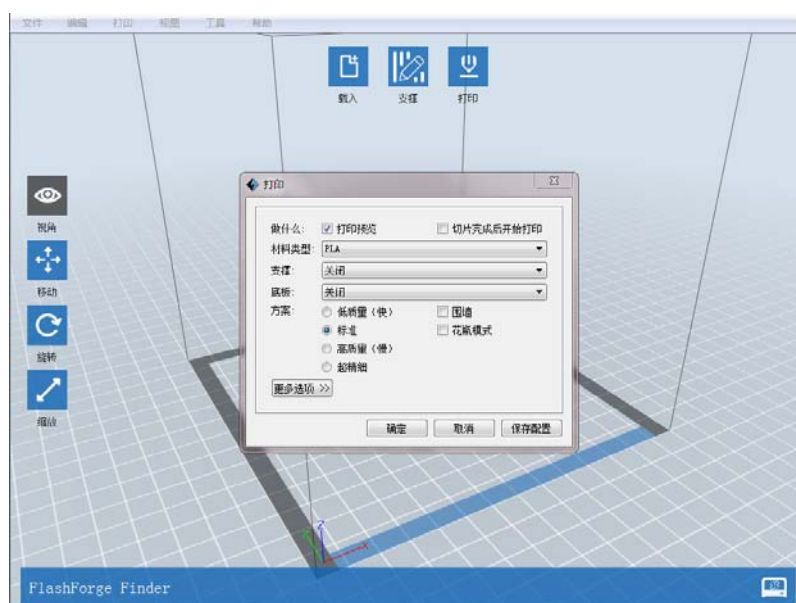 文件 编辑 打印 视图 工具 帮助
载入 支撑 打印
打印
视角
移动
旋转
缩放
做什么: 打印预览 切片完成后开始打印
材料类型: PLA
支撑: 关闭
底板: 关闭
方案: 低质量(快) 围墙
标准 花瓶模式
高质量(慢)
超精细
更多选项 >>
确定 取消 保存配置
Z
X
FlashForge Finder